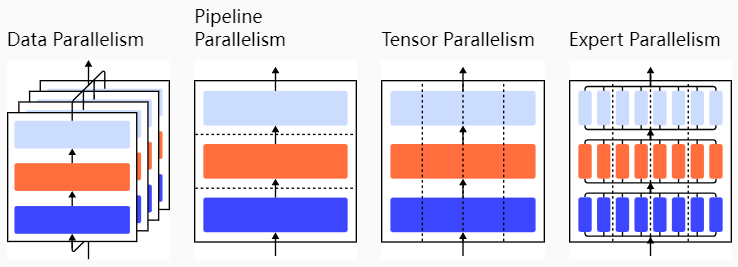 Data Parallelism
Pipeline
Parallelism
Tensor Parallelism
Expert Parallelism